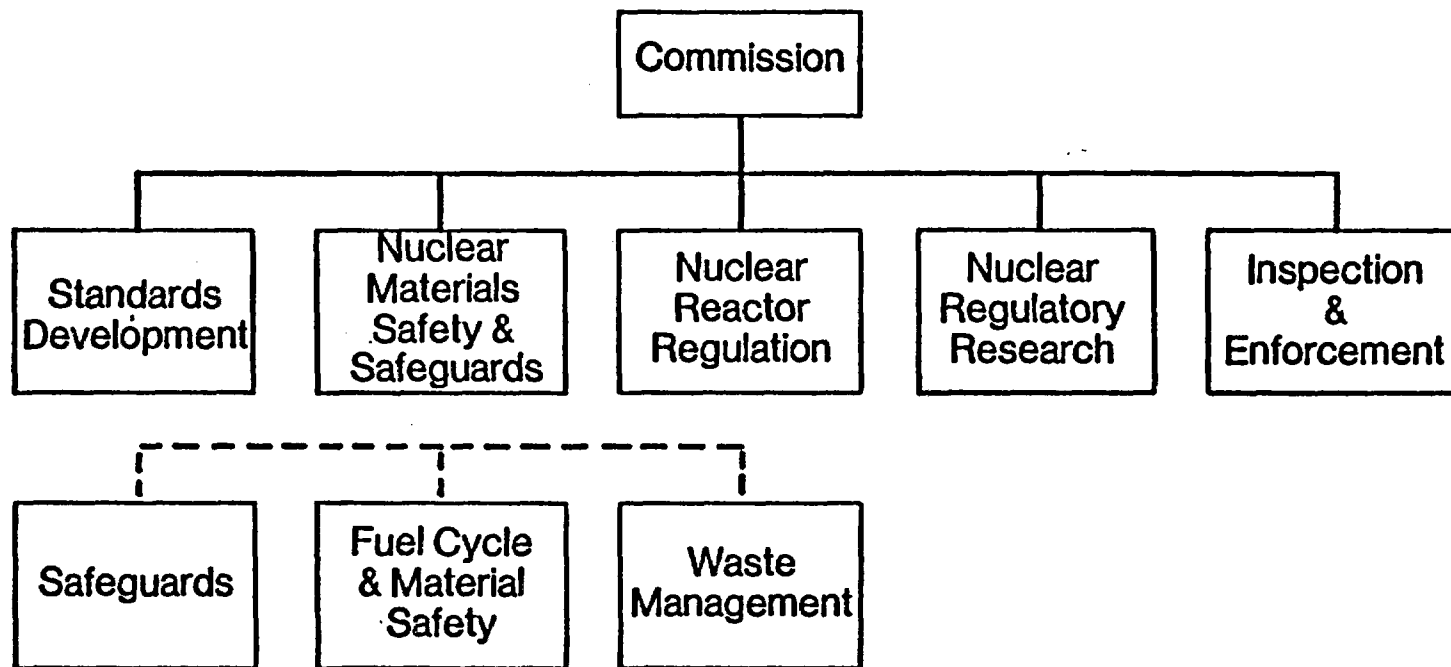 Commission
Standards
Development
Nuclear
Materials
Safety &
Safeguards
Nuclear
Reactor
Regulation
Nuclear
Regulatory
Research
Inspection
&
Enforcement
Safeguards
Fuel Cycle
& Material
Safety
Waste
Management